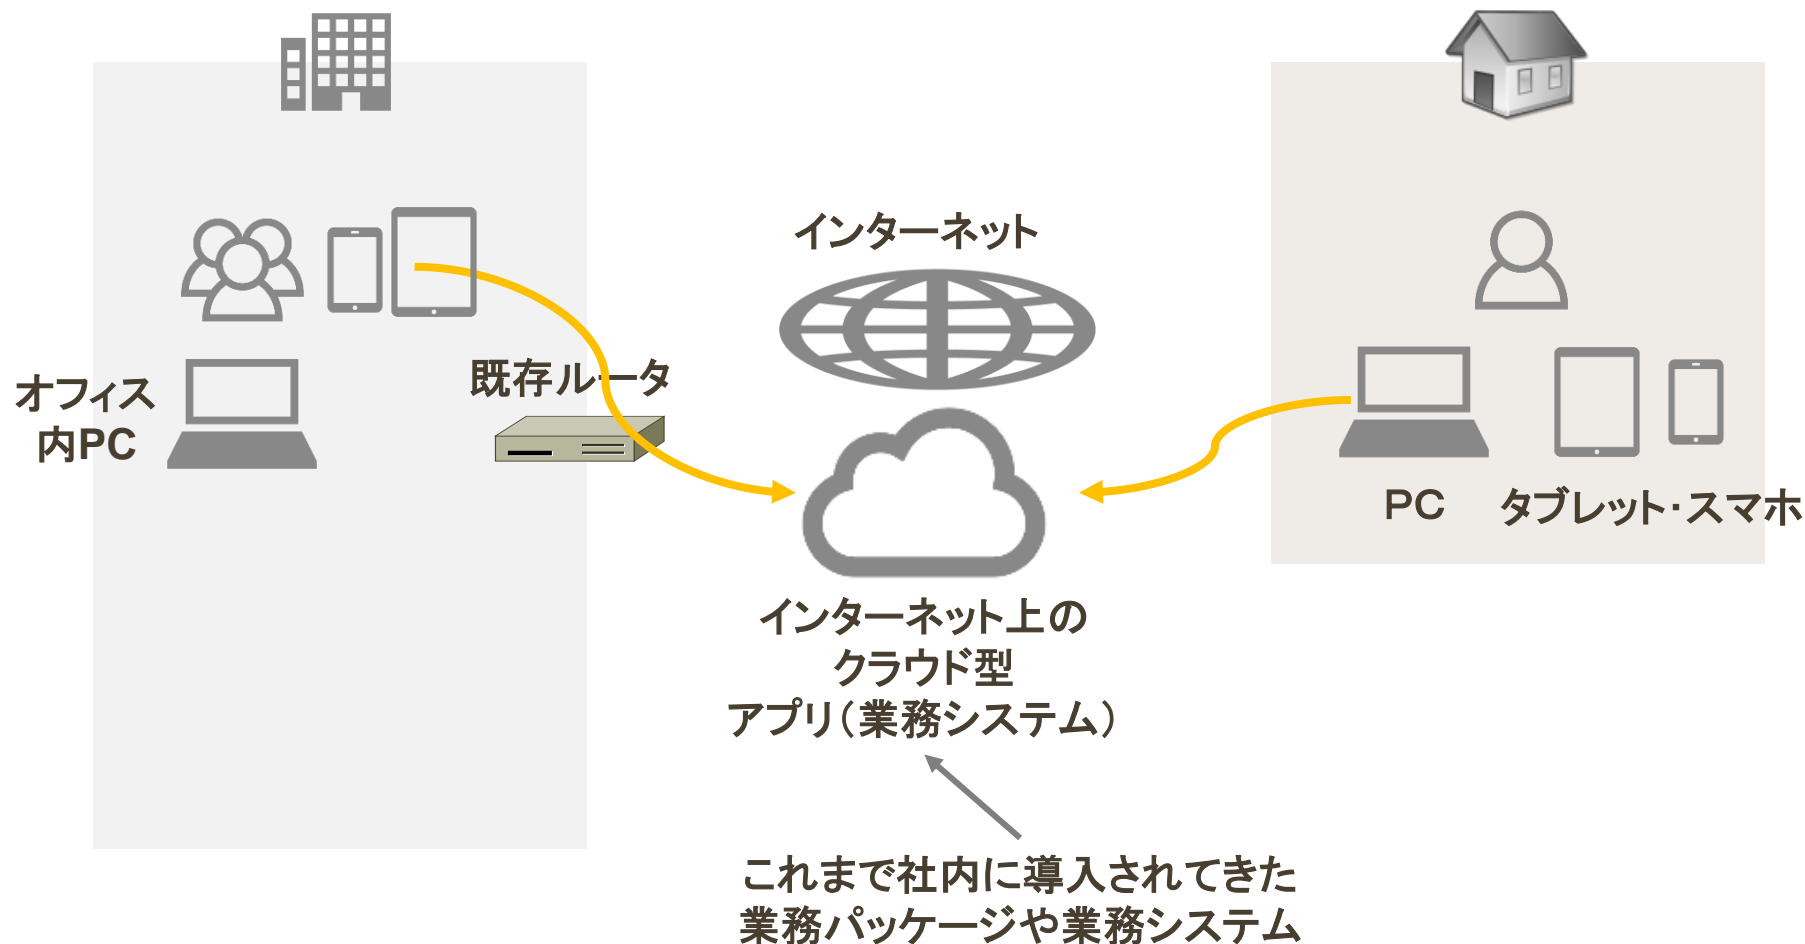 インターネット
オフィス
内PC
既存ルータ
PC
タブレット・スマホ
インターネット上の
クラウド型
アプリ（業務システム）
これまで社内に導入されてきた
業務パッケージや業務システム